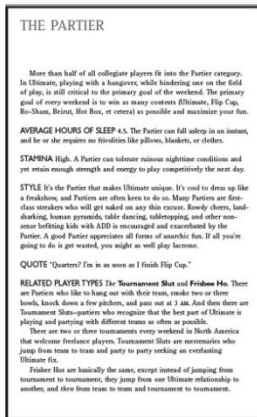 THE PARTIER
More than half of all collegiate players fit into the Partier category.
In Ultimate, playing with a hangover, while hindering one on the field
of play, is still critical to the primary goal of the weekend. The primary
goal of every weekend is to win as many contests (Ultimate, Flip Cup,
Ro-Sham, Beirut, Hot Box, et cetera) as possible and maximize your fun.
AVERAGE HOURS OF SLEEP 4.5. The Partier can fall asleep in an instant,
and he or she requires no frivolities like pillows, blankets, or clothes.
STAMINA High. A Partier can tolerate ruinous nighttime conditions and
yet retain enough strength and energy to play competitively the next day.
STYLE It's the Partier that makes Ultimate unique. It's cool to dress up like
a freakshow, and Partiers are often keen to do so. Many Partiers are first-
class streakers who will get naked on any thin excuse. Rowdy cheers, land-
sharking, human pyramids, table dancing, tabletopping, and other non-
sense befitting kids with ADD is encouraged and exacerbated by the
Partier. A good Partier appreciates all forms of anarchic fun. If all you're
going to do is get wasted, you might as well play lacrosse.
QUOTE "Quarters? I'm in as soon as I finish Flip Cup."
RELATED PLAYER TYPES The Tournament Slut and Frisbee Ho. There
are Partiers who like to hang out with their team, smoke two or three
bowls, knock down a few pitchers, and pass out at 3 AM. And then there are
Tournament Sluts–partiers who recognize that the best part of Ultimate is
playing and partying with different teams as often as possible.
There are two or three tournaments every weekend in North America
that welcome freelance players. Tournament Sluts are mercenaries who
jump from team to team and party to party seeking an everlasting
Ultimate fix.
Frisbee Hos are basically the same, except instead of jumping from
tournament to tournament, they jump from one Ultimate relationship to
another, and then from team to team and tournament to tournament.